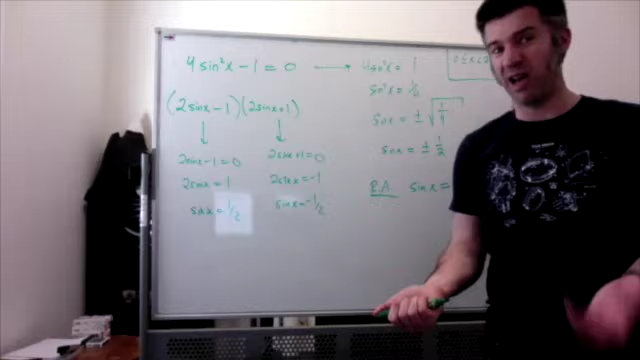 4 sin²x - 1 = 0
(2 sinx - 1)(2 sinx + 1)
2 sinx - 1 = 0
2 sinx = 1
sinx = 1/2
2 sinx + 1 = 0
2 sinx = -1
sinx = -1/2
4 sin²x = 1
sin²x = 1/4
sinx = ± √1/4
sinx = ± 1/2
R.A. sinx =
0 ≤ x < 2